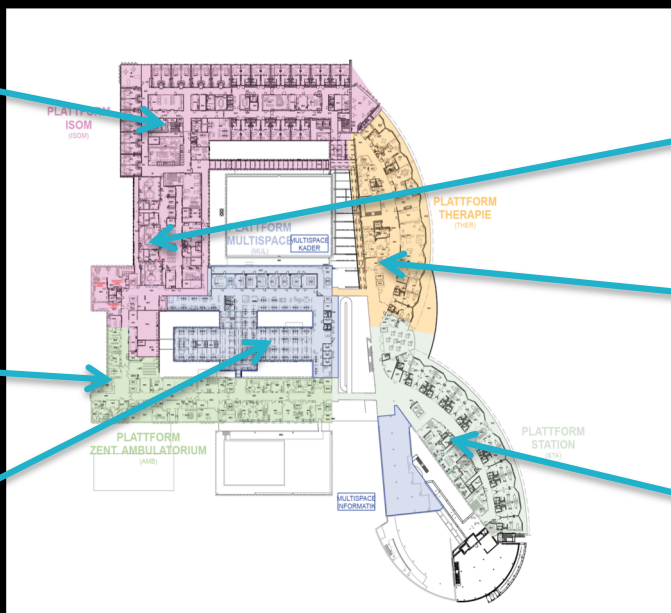 PLATTFORM
ISOM
(ISOM)
PLATTFORM
THERAPIE
(THER)
PLATTFORM
MULTISPACE
(MUL)
MULTISPACE
KADER
PLATTFORM
ZENT. AMBULATORIUM
(AMB)
PLATTFORM
STATION
(STA)
MULTISPACE
INFORMATIK